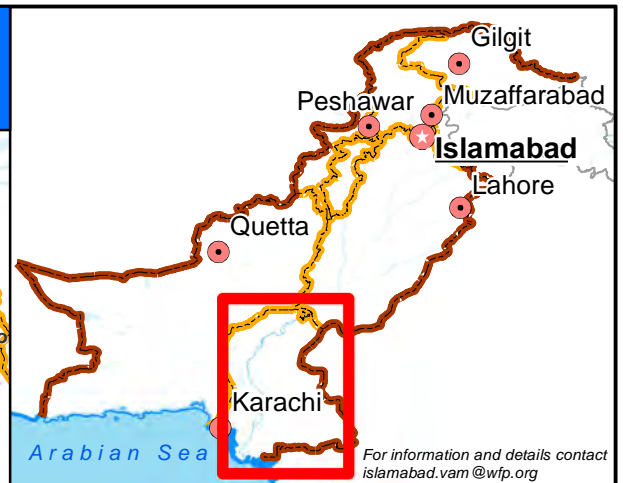 Gilgit
Peshawar
Muzaffarabad
Islamabad
Lahore
Quetta
Karachi
Arabian Sea
For information and details contact
islamabad.vam@wfp.org